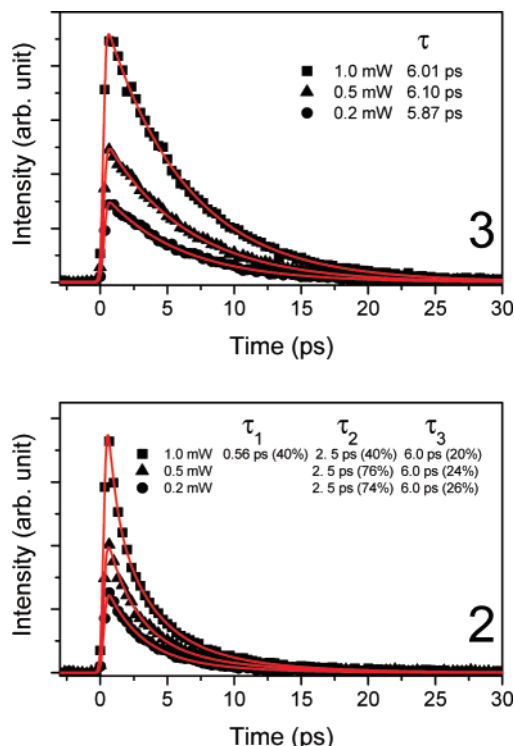 τ
■ 1.0 mW 6.01 ps
▲ 0.5 mW 6.10 ps
● 0.2 mW 5.87 ps
3
Intensity (arb. unit)
0 5 10 15 20 25 30
Time (ps)
τ1 τ2 τ3
■ 1.0 mW 0.56 ps (40%) 2. 5 ps (40%) 6.0 ps (20%)
▲ 0.5 mW 2. 5 ps (76%) 6.0 ps (24%)
● 0.2 mW 2. 5 ps (74%) 6.0 ps (26%)
2
Intensity (arb. unit)
0 5 10 15 20 25 30
Time (ps)